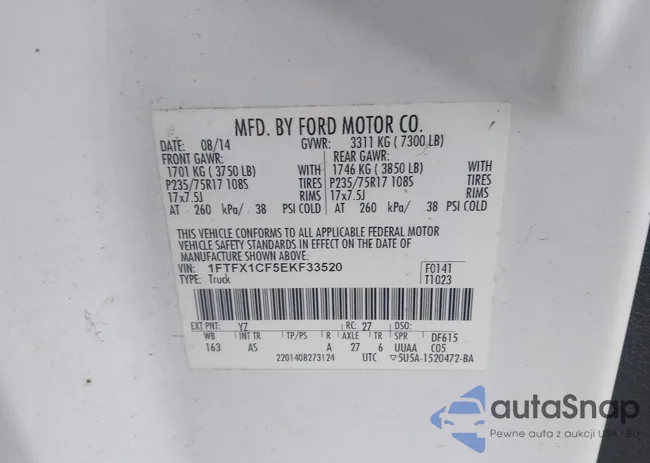 MFD. BY FORD MOTOR CO.
DATE: 08/14 GVWR: 3311 KG ( 7300 LB)
FRONT GAWR: REAR GAWR:
1701 KG ( 3750 LB) WITH 1746 KG ( 3850 LB) WITH
P235/75R17 108S TIRES P235/75R17 108S TIRES
17x7.5J RIMS 17x7.5J RIMS
AT 260 kPa/ 38 PSI COLD AT 260 kPa/ 38 PSI COLD
THIS VEHICLE CONFORMS TO ALL APPLICABLE FEDERAL MOTOR
VEHICLE SAFETY STANDARDS IN EFFECT ON THE DATE OF
MANUFACTURE SHOWN ABOVE.
VIN: 1FTFX1CF5EKF33520 F0141
TYPE: Truck T1023
EXT PNT: YZ RC: 27 DSO:
WB INT TR TP/PS R AXLE TR SPR DF615
163 AS A 27 6 UUAA C05
2201408273124 UTC ▽5U5A-1520472-BA
autaSnap
Pewne auta z aukcji USA i EU